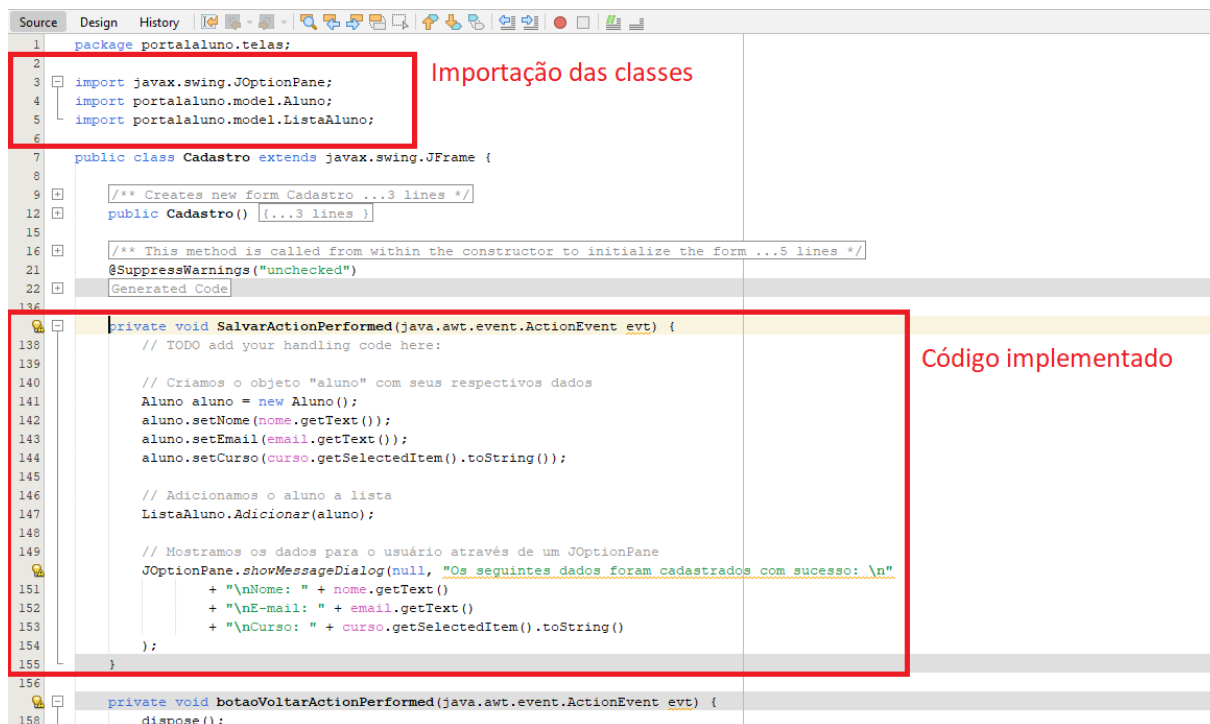 Source Design History
1 package portalaluno.telas;
2
Importação das classes
3 import javax.swing.JOptionPane;
4 import portalaluno.model.Aluno;
5 import portalaluno.model.ListaAluno;
6
7 public class Cadastro extends javax.swing.JFrame {
8
9 /** Creates new form Cadastro ...3 lines */
12 public Cadastro() {...3 lines }
15
16 /** This method is called from within the constructor to initialize the form ...5 lines */
21 @SuppressWarnings("unchecked")
22 Generated Code
136
private void SalvarActionPerformed(java.awt.event.ActionEvent evt) {
138 // TODO add your handling code here:
Código implementado
139
140 // Criamos o objeto "aluno" com seus respectivos dados
141 Aluno aluno = new Aluno();
142 aluno.setNome(nome.getText());
143 aluno.setEmail(email.getText());
144 aluno.setCurso(curso.getSelectedItem().toString());
145
146 // Adicionamos o aluno a lista
147 ListaAluno.Adicionar(aluno);
148
149 // Mostramos os dados para o usuário através de um JOptionPane
JOptionPane.showMessageDialog(null, "Os seguintes dados foram cadastrados com sucesso: \n"
151 + "\nNome: " + nome.getText()
152 + "\nE-mail: " + email.getText()
153 + "\nCurso: " + curso.getSelectedItem().toString()
154 );
155 }
156
private void botaoVoltarActionPerformed(java.awt.event.ActionEvent evt) {
158 dispose();